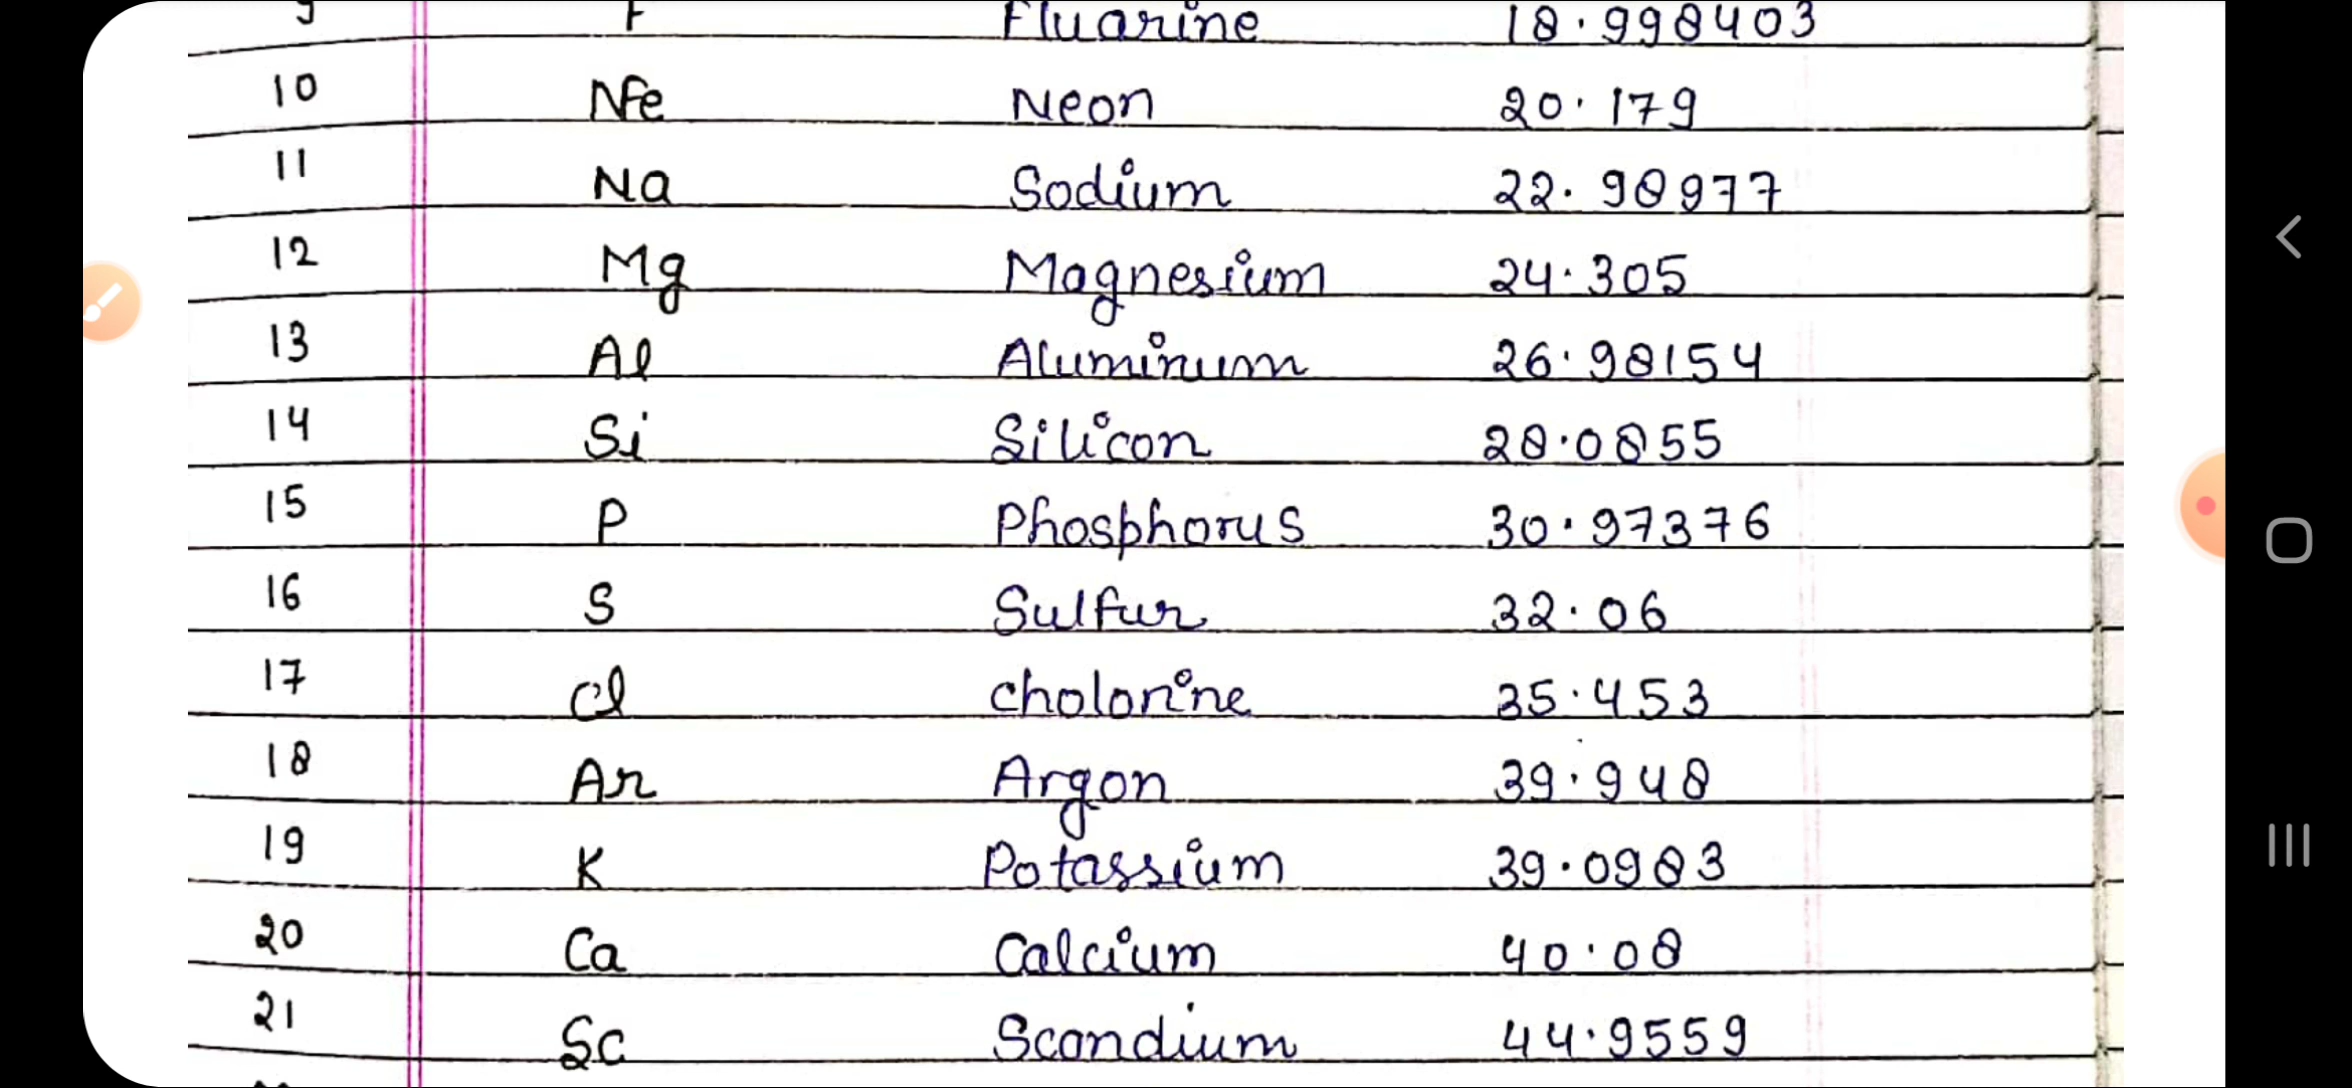 9 F Fluarine 18.998403
10 Ne Neon 20.179
11 Na Sodium 22.98977
12 Mg Magnesium 24.305
13 Al Aluminum 26.98154
14 Si Silicon 28.0855
15 P Phosphorus 30.97376
16 S Sulfur 32.06
17 Cl cholorine 35.453
18 Ar Argon 39.948
19 K Potassium 39.0983
20 Ca Calcium 40.08
21 Sc Scandium 44.9559